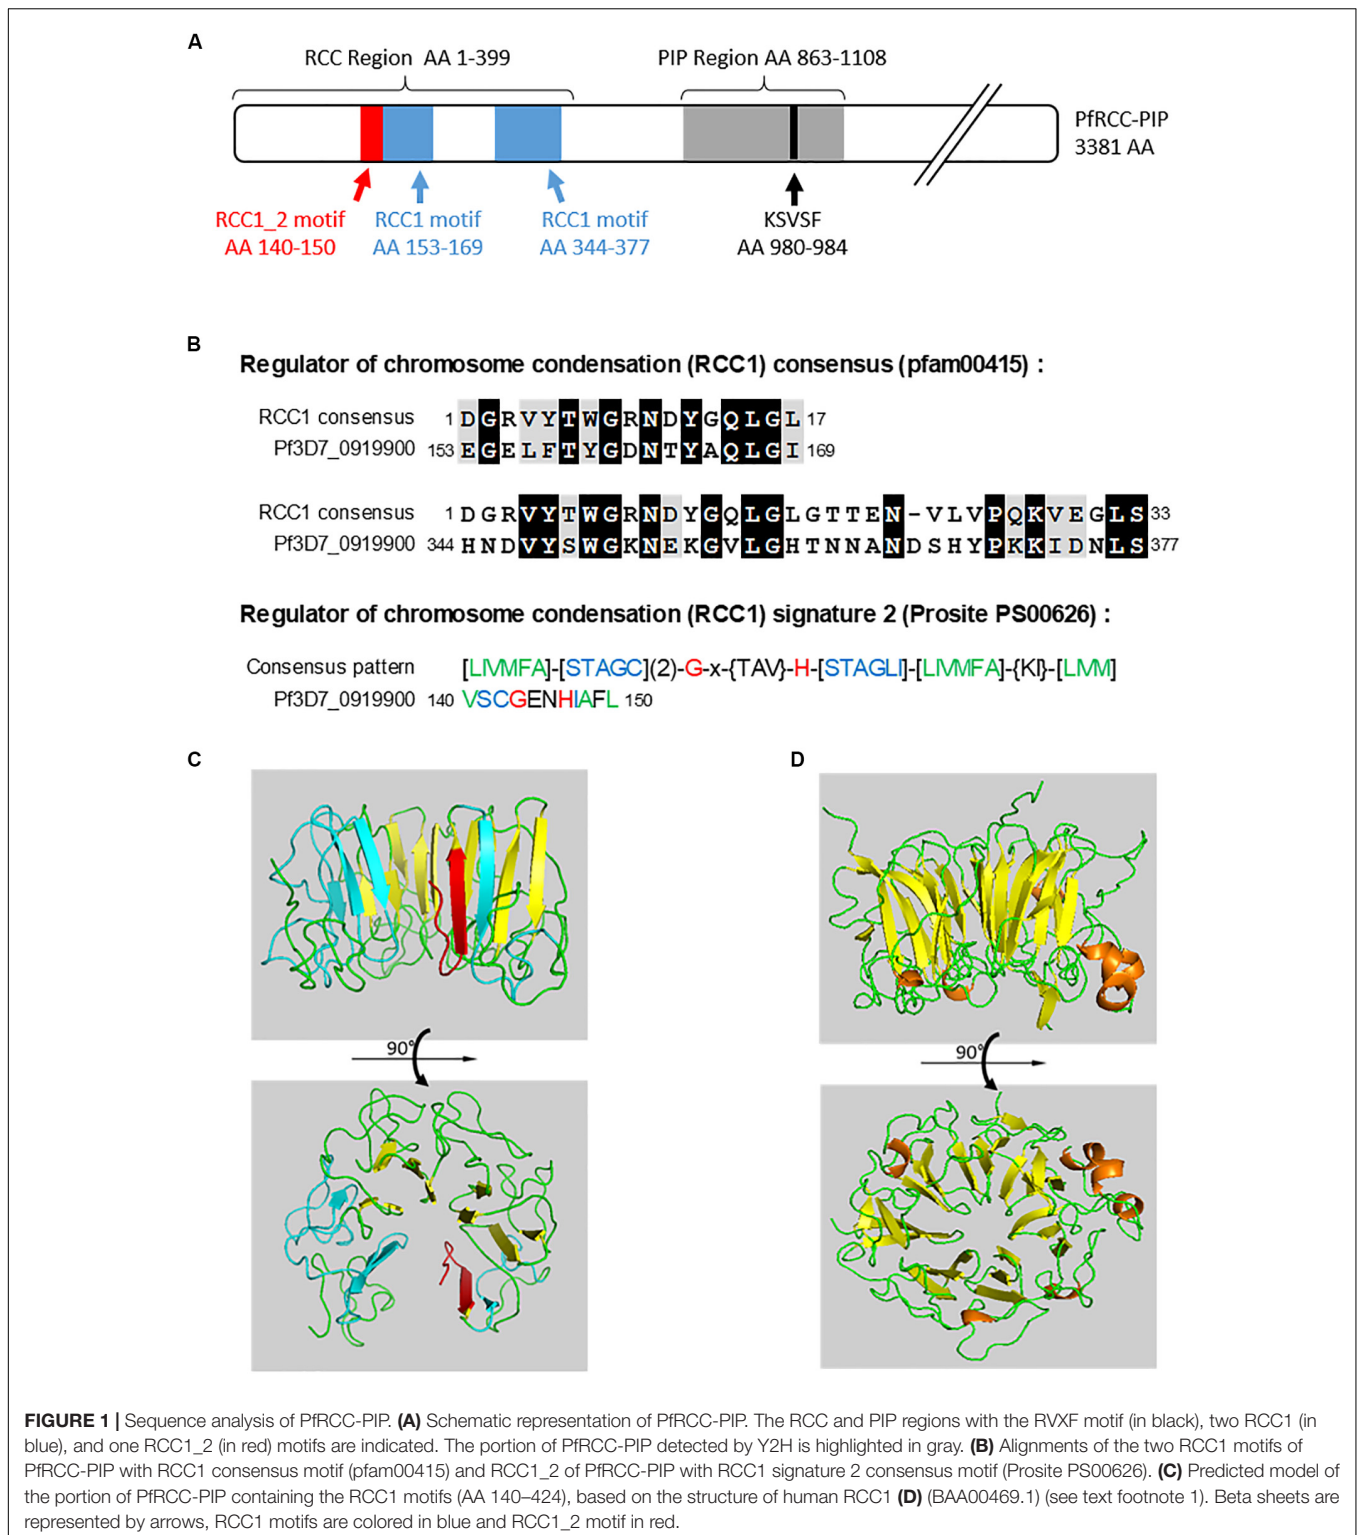 A
RCC Region AA 1-399
PIP Region AA 863-1108
PfRCC-PIP
3381 AA
RCC1_2 motif
AA 140-150
RCC1 motif
AA 153-169
RCC1 motif
AA 344-377
KSVSF
AA 980-984
B
Regulator of chromosome condensation (RCC1) consensus (pfam00415) :
RCC1 consensus 1 DGRVYTWGRNDYGQLGL 17
Pf3D7_0919900 153 EGELFTYGDNTYAQLGI 169
RCC1 consensus 1 DGRVYTWGRNDYGQLGLGTTEN-VLVPQKVEGLS 33
Pf3D7_0919900 344 HNDVYSWGKNEKGVLGHTNNANDSHYPKKIDNLS 377
Regulator of chromosome condensation (RCC1) signature 2 (Prosite PS00626) :
Consensus pattern [LIVMFA]-[STAGC](2)-G-x-{TAV}-H-[STAGLI]-[LIVMFA]-{KI}-[LIVM]
Pf3D7_0919900 140 VSCGENHIAFL 150
C
D
90°
90°
FIGURE 1 | Sequence analysis of PfRCC-PIP. (A) Schematic representation of PfRCC-PIP. The RCC and PIP regions with the RVXF motif (in black), two RCC1 (in
blue), and one RCC1_2 (in red) motifs are indicated. The portion of PfRCC-PIP detected by Y2H is highlighted in gray. (B) Alignments of the two RCC1 motifs of
PfRCC-PIP with RCC1 consensus motif (pfam00415) and RCC1_2 of PfRCC-PIP with RCC1 signature 2 consensus motif (Prosite PS00626). (C) Predicted model of
the portion of PfRCC-PIP containing the RCC1 motifs (AA 140–424), based on the structure of human RCC1 (D) (BAA00469.1) (see text footnote 1). Beta sheets are
represented by arrows, RCC1 motifs are colored in blue and RCC1_2 motif in red.